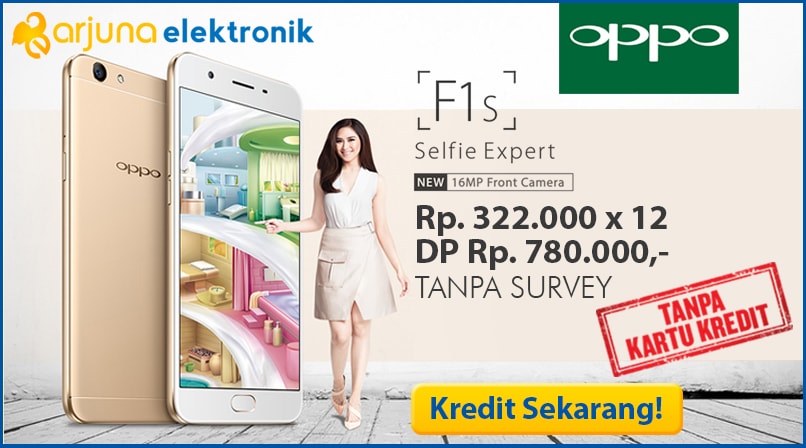 arjuna elektronik
oppo
F1s
Selfie Expert
NEW 16MP Front Camera
Rp. 322.000 x 12
DP Rp. 780.000,-
TANPA SURVEY
TANPA
KARTU KREDIT
Kredit Sekarang!
oppo